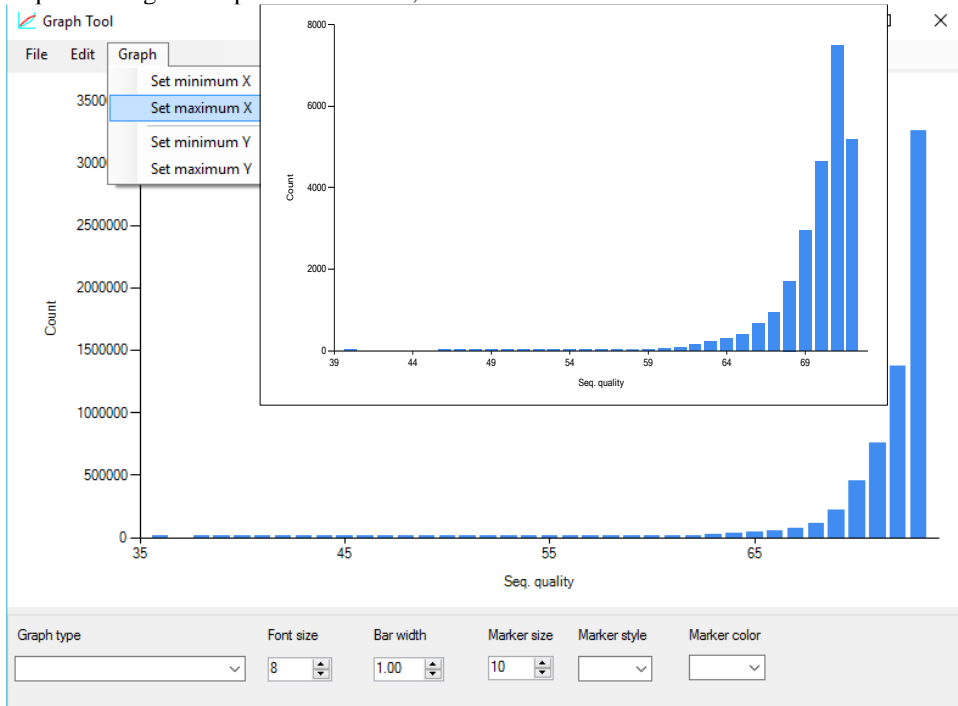 Graph Tool
File Edit Graph
Set minimum X
Set maximum X
Set minimum Y
Set maximum Y
3500
3000
2500000
2000000
1500000
1000000
500000
0
Count
35 45 55 65
Seq. quality
8000
6000
4000
2000
0
Count
39 44 49 54 59 64 69
Seq. quality
Graph type Font size Bar width Marker size Marker style Marker color
8 1.00 10